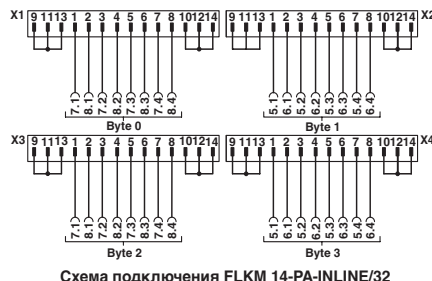 X1 9 11 13 1 2 3 4 5 6 7 8 10 12 14
9 11 13 1 2 3 4 5 6 7 8 10 12 14 X2
7.1 8.1 7.2 8.2 7.3 8.3 7.4 8.4
5.1 6.1 5.2 6.2 5.3 6.3 5.4 6.4
Byte 0
Byte 1
X3 9 11 13 1 2 3 4 5 6 7 8 10 12 14
9 11 13 1 2 3 4 5 6 7 8 10 12 14 X4
7.1 8.1 7.2 8.2 7.3 8.3 7.4 8.4
5.1 6.1 5.2 6.2 5.3 6.3 5.4 6.4
Byte 2
Byte 3
Схема подключения FLKM 14-PA-INLINE/32